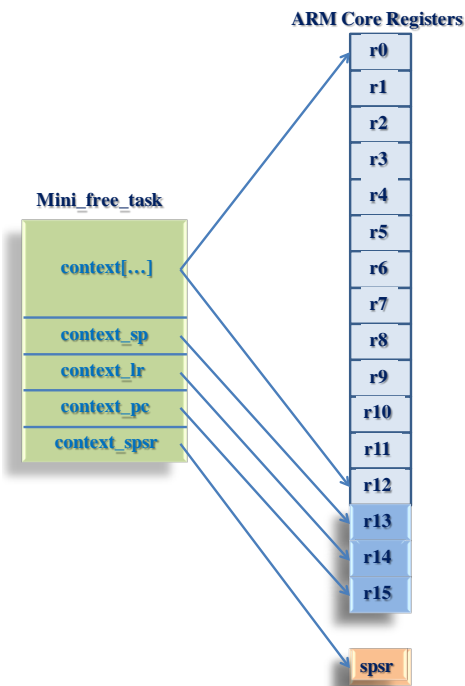 ARM Core Registers
r0
r1
r2
r3
r4
r5
r6
r7
r8
r9
r10
r11
r12
r13
r14
r15
spsr
Mini_free_task
context[…]
context_sp
context_lr
context_pc
context_spsr